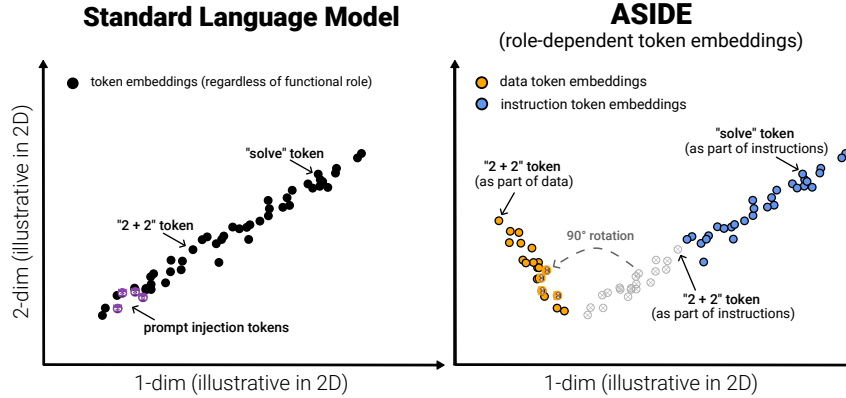 Standard Language Model
token embeddings (regardless of functional role)
"solve" token
"2 + 2" token
prompt injection tokens
2-dim (illustrative in 2D)
1-dim (illustrative in 2D)
ASIDE
(role-dependent token embeddings)
data token embeddings
instruction token embeddings
"solve" token
(as part of instructions)
"2 + 2" token
(as part of data)
90° rotation
"2 + 2" token
(as part of instructions)
1-dim (illustrative in 2D)